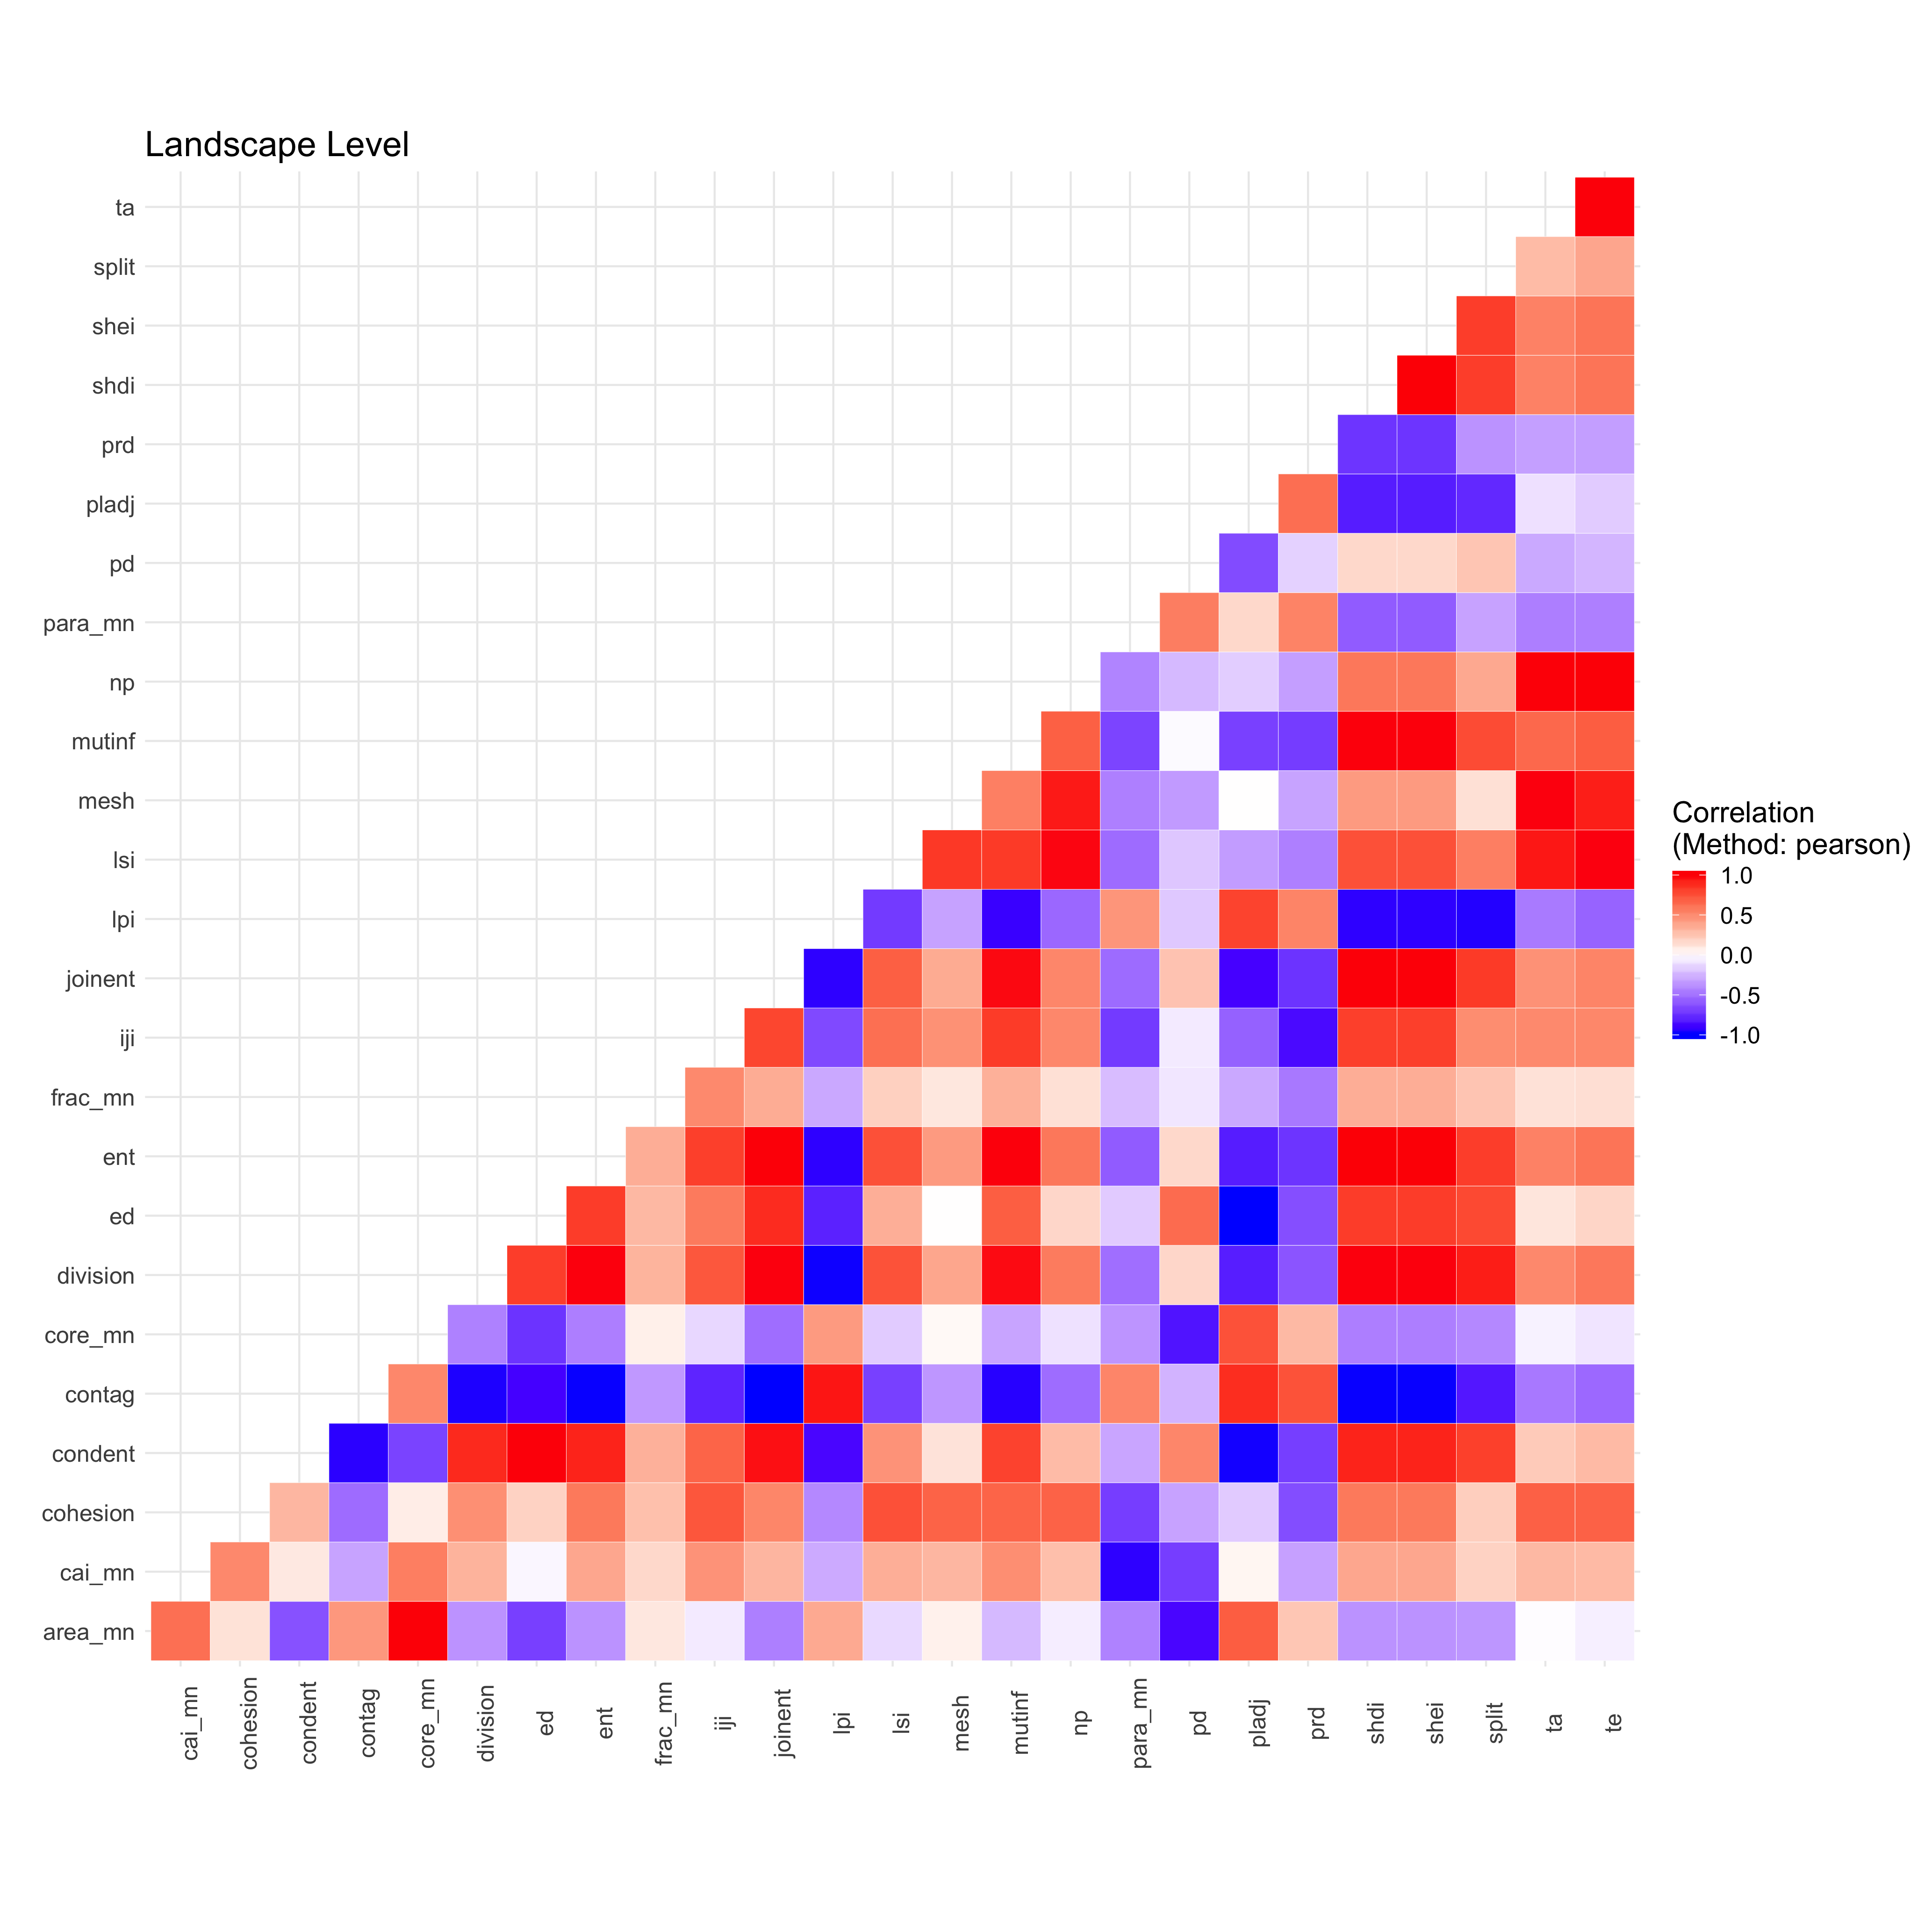 Landscape Level
ta
split
shei
shdi
prd
pladj
pd
para_mn
np
mutinf
mesh
lsi
lpi
joinent
iji
frac_mn
ent
ed
division
core_mn
contag
condent
cohesion
cai_mn
area_mn
cai_mn
cohesion
condent
contag
core_mn
division
ed
ent
frac_mn
iji
joinent
lpi
lsi
mesh
mutinf
np
para_mn
pd
pladj
prd
shdi
shei
split
ta
te
Correlation
(Method: pearson)
1.0
0.5
0.0
-0.5
-1.0